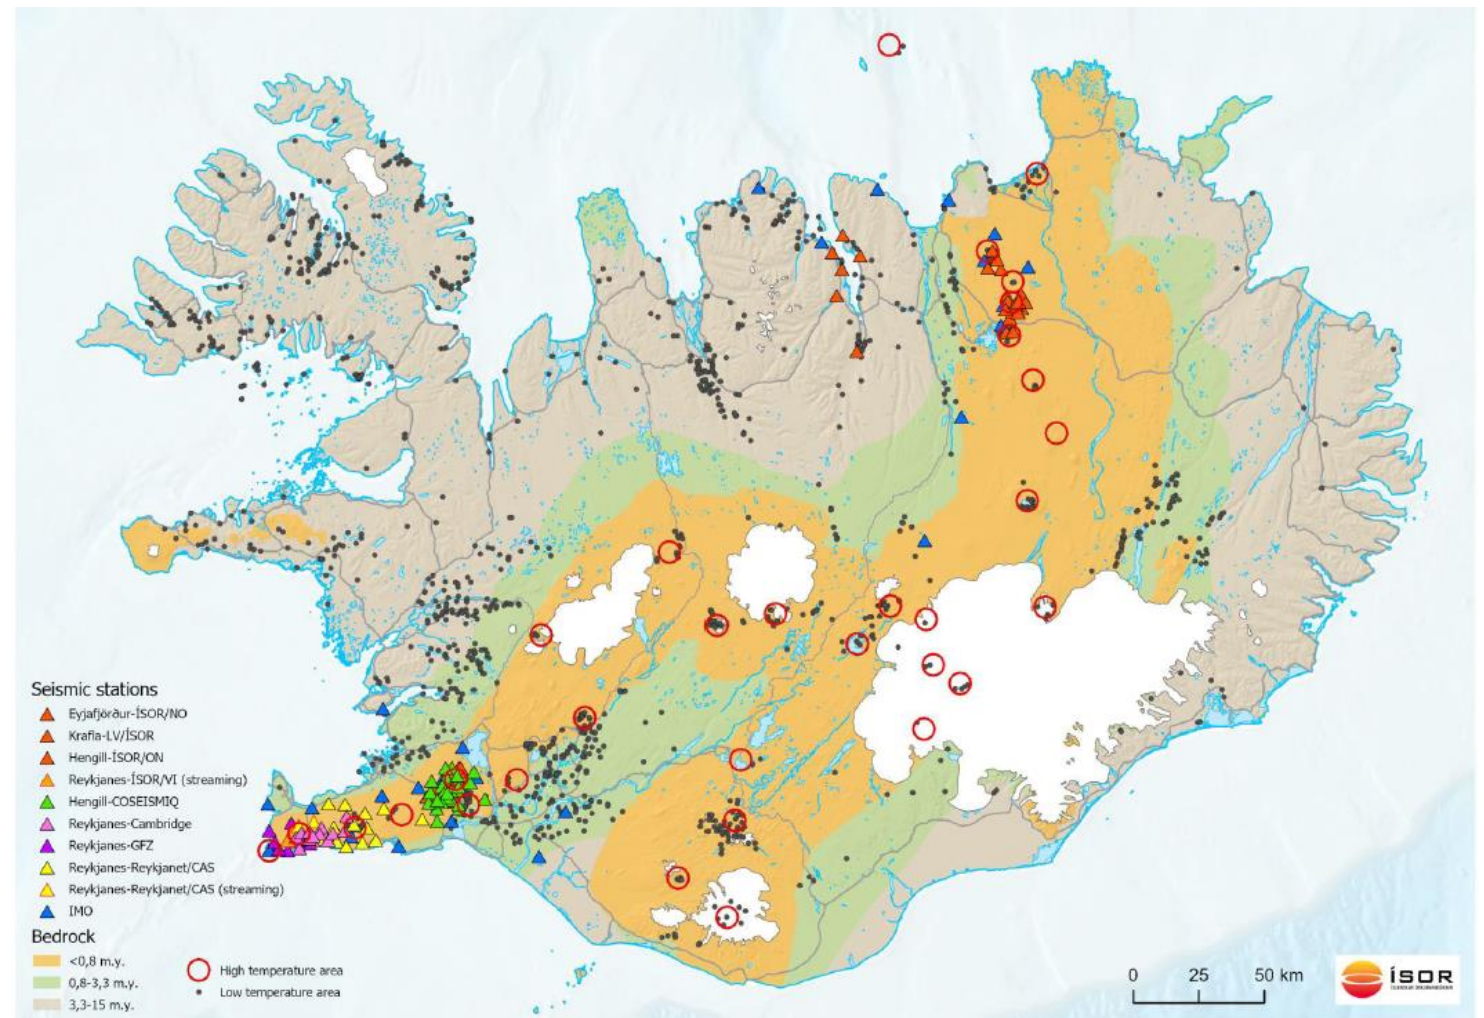 Seismic stations
Eyjafjörður-ÍSOR/NO
Krafla-LV/ÍSOR
Hengill-ÍSOR/ON
Reykjanes-ÍSOR/VI (streaming)
Hengill-COSEISMIQ
Reykjanes-Cambridge
Reykjanes-GFZ
Reykjanes-Reykjanet/CAS
Reykjanes-Reykjanet/CAS (streaming)
IMO
Bedrock
<0,8 m.y.
0,8-3,3 m.y.
3,3-15 m.y.
High temperature area
Low temperature area
0 25 50 km
ÍSOR